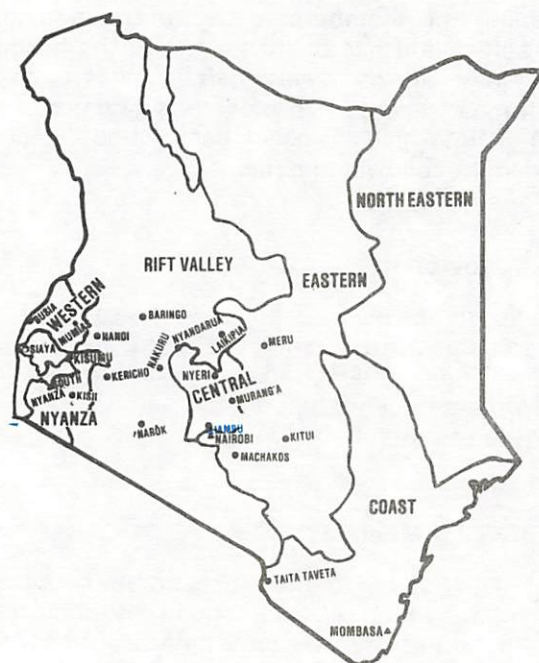 NORTH EASTERN
RIFT VALLEY
EASTERN
WESTERN
BUSIA
MUMIAS
BARINGO
NANDI
SIAYA
KISUMU
NAKURU
NYANDARUA
LAIKIPIA
MERU
KERICHO
NYERI
CENTRAL
SOUTH
NYANZA
KISII
MURANG'A
NYANZA
NAROK
IAMBU
NAIROBI
KITUI
MACHAKOS
COAST
TAITA TAVETA
MOMBASA